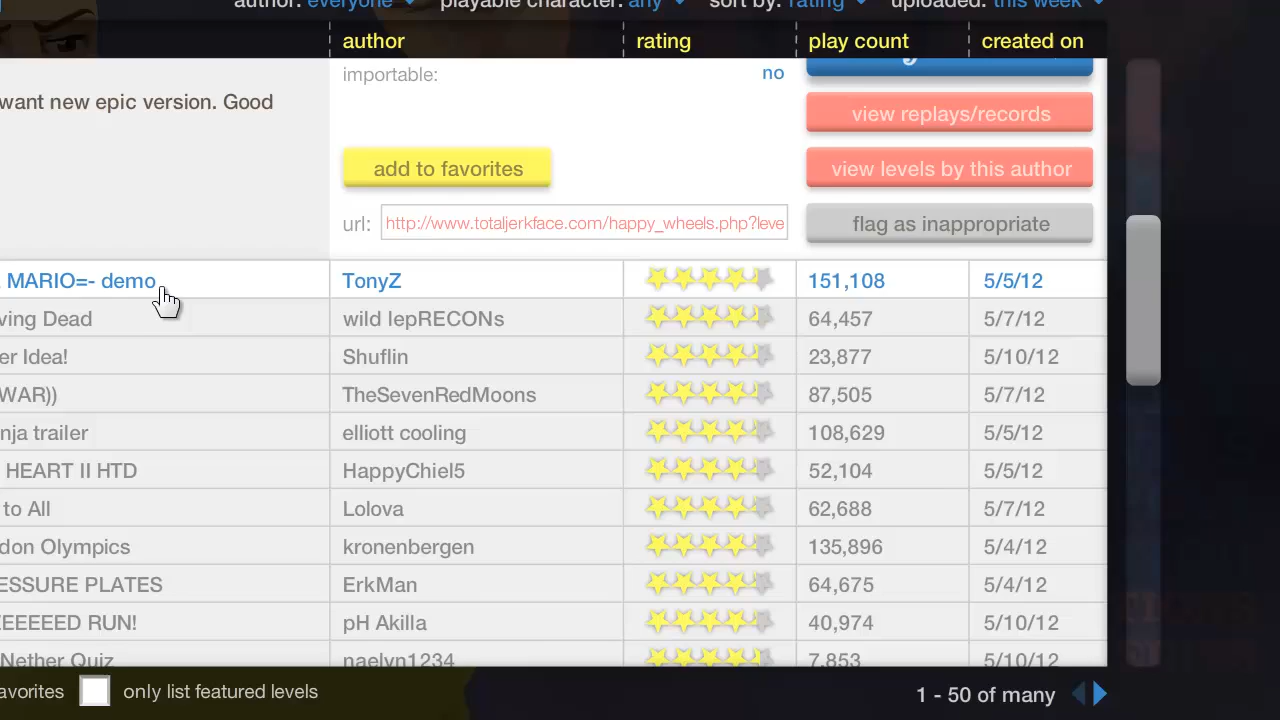 author: everyone playable character: any sort by: rating uploaded: this week
author rating play count created on
importable: no
want new epic version. Good
view replays/records
add to favorites view levels by this author
url: http://www.totaljerkface.com/happy_wheels.php?leve flag as inappropriate
MARIO=- demo TonyZ 151,108 5/5/12
ving Dead wild lepRECONs 64,457 5/7/12
er Idea! Shuflin 23,877 5/10/12
WAR)) TheSevenRedMoons 87,505 5/7/12
nja trailer elliott cooling 108,629 5/5/12
HEART II HTD HappyChiel5 52,104 5/5/12
to All Lolova 62,688 5/7/12
don Olympics kronenbergen 135,896 5/4/12
ESSURE PLATES ErkMan 64,675 5/4/12
EEEEEED RUN! pH Akilla 40,974 5/10/12
Nether Quiz naelyn1234 7,853 5/10/12
avorites only list featured levels 1 - 50 of many